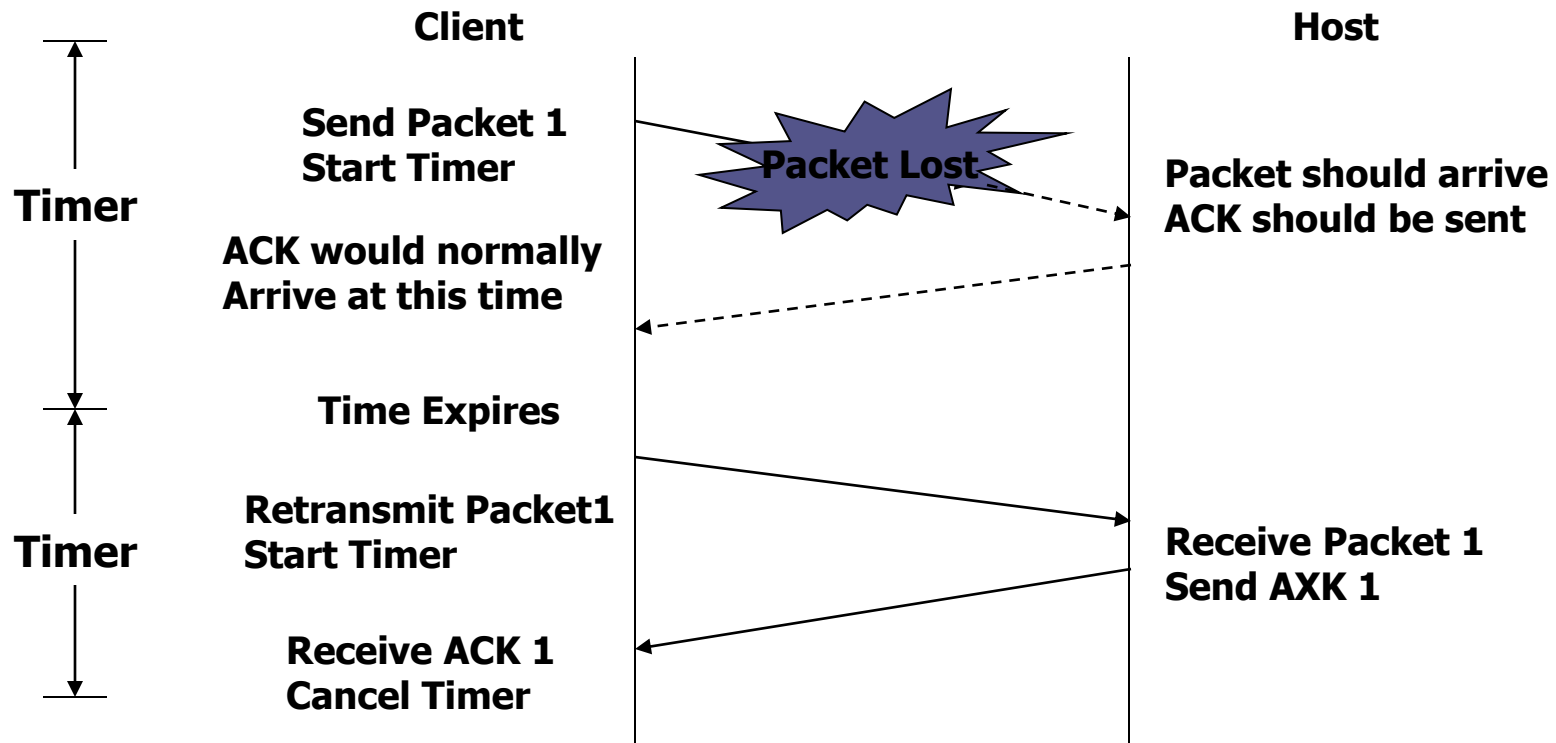 Client
Host
Send Packet 1
Start Timer
Packet Lost
Packet should arrive
ACK should be sent
Timer
ACK would normally
Arrive at this time
Time Expires
Retransmit Packet1
Start Timer
Timer
Receive Packet 1
Send AXK 1
Receive ACK 1
Cancel Timer